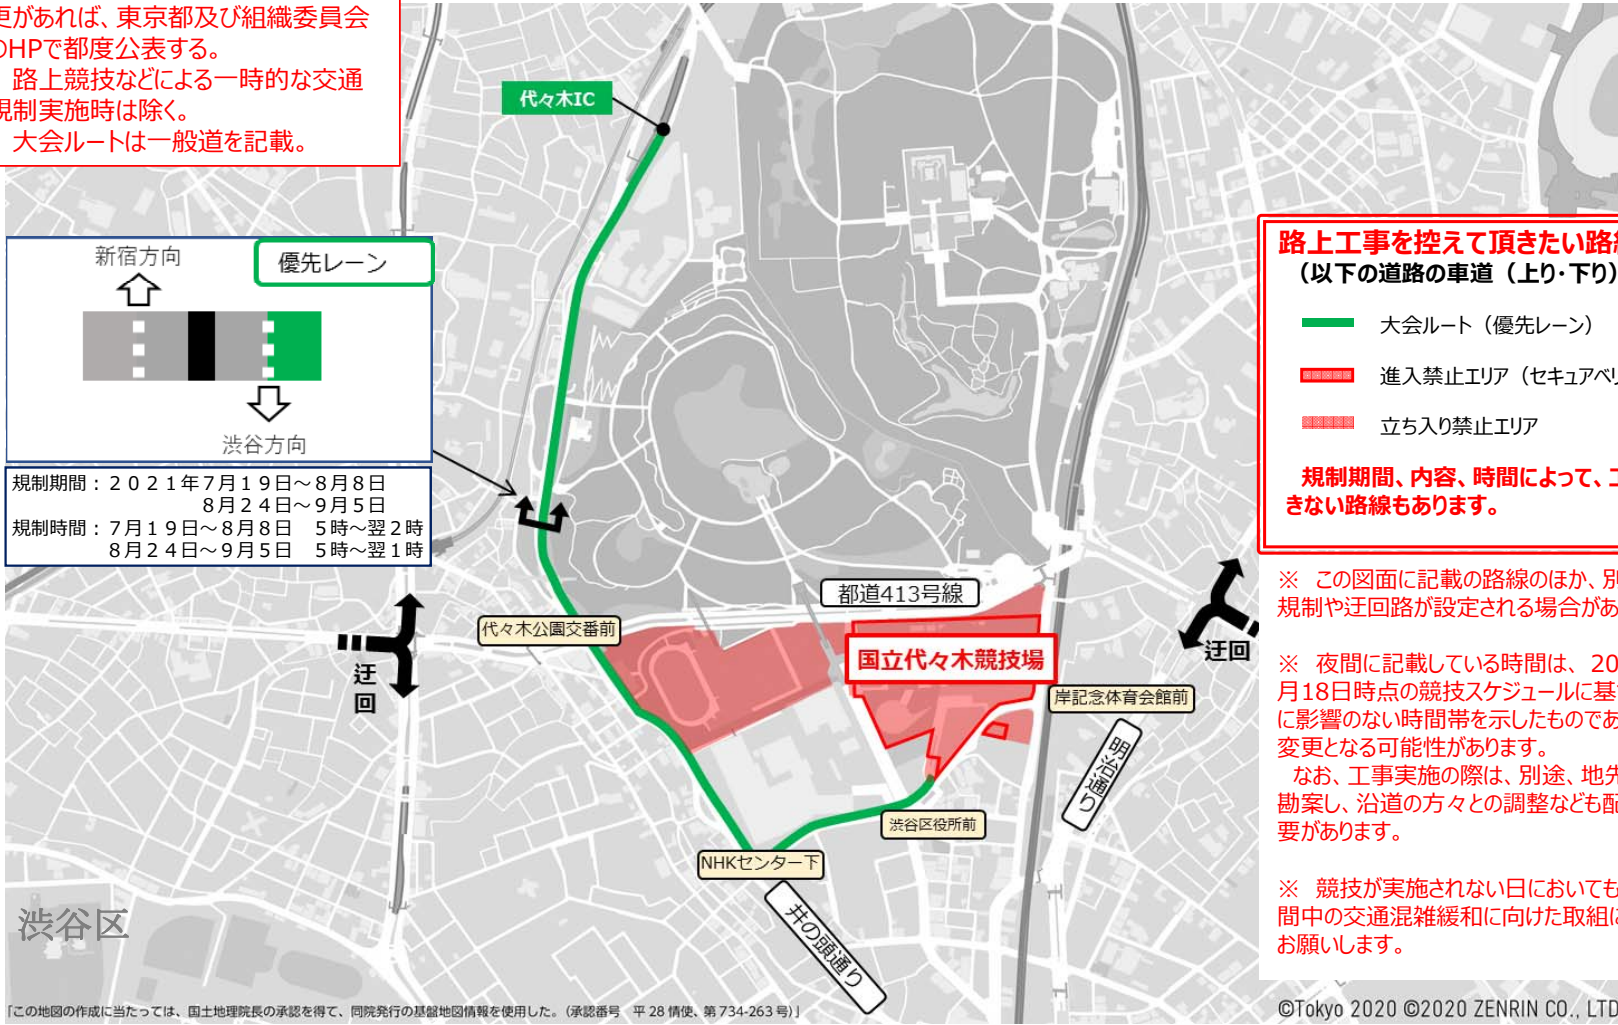 更があれば、東京都及び組織委員会
のHPで都度公表する。
路上競技などによる一時的な交通
規制実施時は除く。
大会ルートは一般道を記載。
代々木IC
新宿方向
優先レーン
渋谷方向
規制期間：２０２１年７月１９日～８月８日
８月２４日～９月５日
規制時間：７月１９日～８月８日　５時～翌２時
８月２４日～９月５日　５時～翌１時
路上工事を控えて頂きたい路
（以下の道路の車道（上り・下り）
大会ルート（優先レーン）
進入禁止エリア（セキュアペリ
立ち入り禁止エリア
規制期間、内容、時間によって、工
きない路線もあります。
都道413号線
代々木公園交番前
国立代々木競技場
迂回
迂回
岸記念体育会館前
明治通り
渋谷区役所前
NHKセンター下
井の頭通り
渋谷区
※　この図面に記載の路線のほか、別
規制や迂回路が設定される場合があ
※　夜間に記載している時間は、20
月18日時点の競技スケジュールに基
に影響のない時間帯を示したものであ
変更となる可能性があります。
なお、工事実施の際は、別途、地先
勘案し、沿道の方々との調整なども配
要があります。
※　競技が実施されない日においても
間中の交通混雑緩和に向けた取組に
お願いします。
「この地図の作成に当たっては、国土地理院長の承認を得て、同院発行の基盤地図情報を使用した。（承認番号　平 28 情使、第 734-263 号）」
©Tokyo 2020 ©2020 ZENRIN CO., LTD